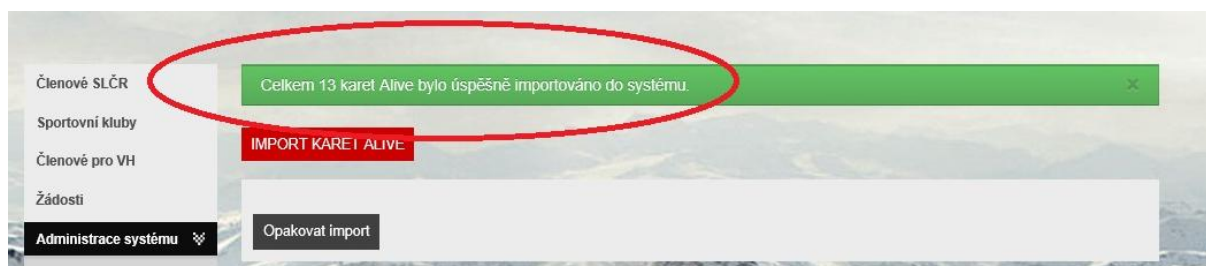 Členové SLČR
Celkem 13 karet Alive bylo úspěšně importováno do systému.
×
Sportovní kluby
IMPORT KARET ALIVE
Členové pro VH
Žádosti
Opakovat import
Administrace systému